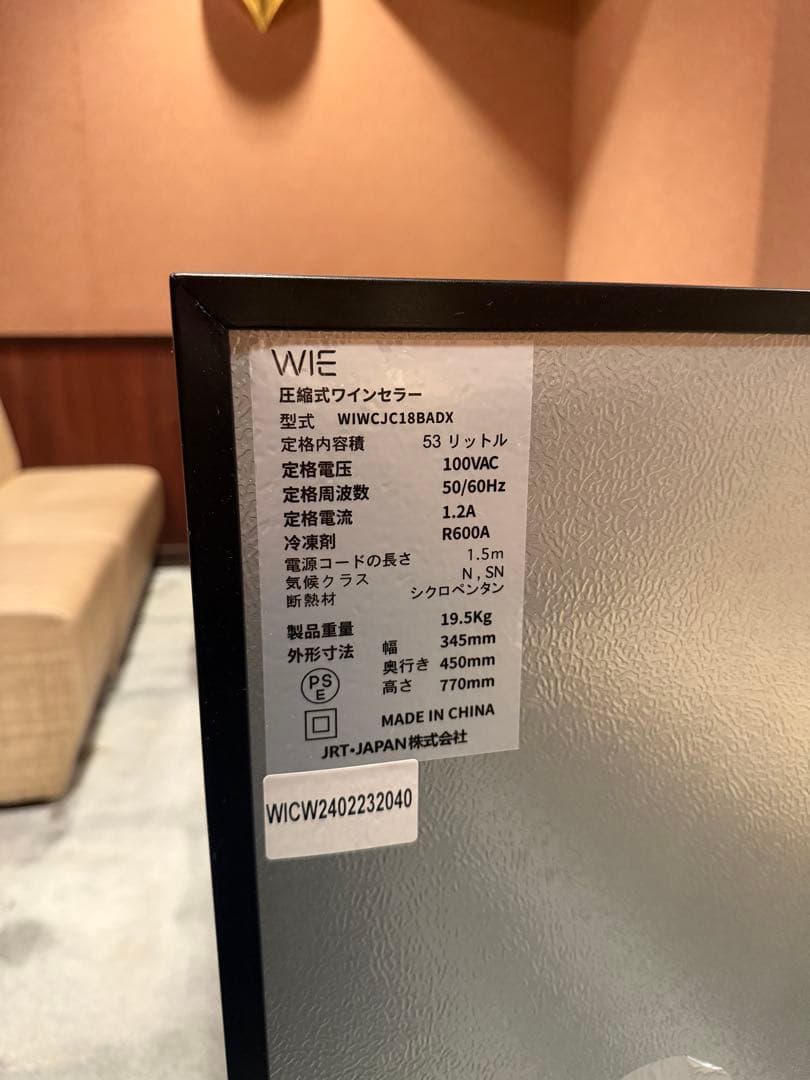 WIE
圧縮式ワインセラー
型式 WIWCJC18BADX
定格内容積 53 リットル
定格電圧 100VAC
定格周波数 50/60Hz
定格電流 1.2A
冷凍剤 R600A
電源コードの長さ 1.5m
気候クラス N , SN
断熱材 シクロペンタン
製品重量 19.5Kg
外形寸法 幅 345mm
奥行き 450mm
高さ 770mm
PS
E
MADE IN CHINA
JRT・JAPAN株式会社
WICW2402232040